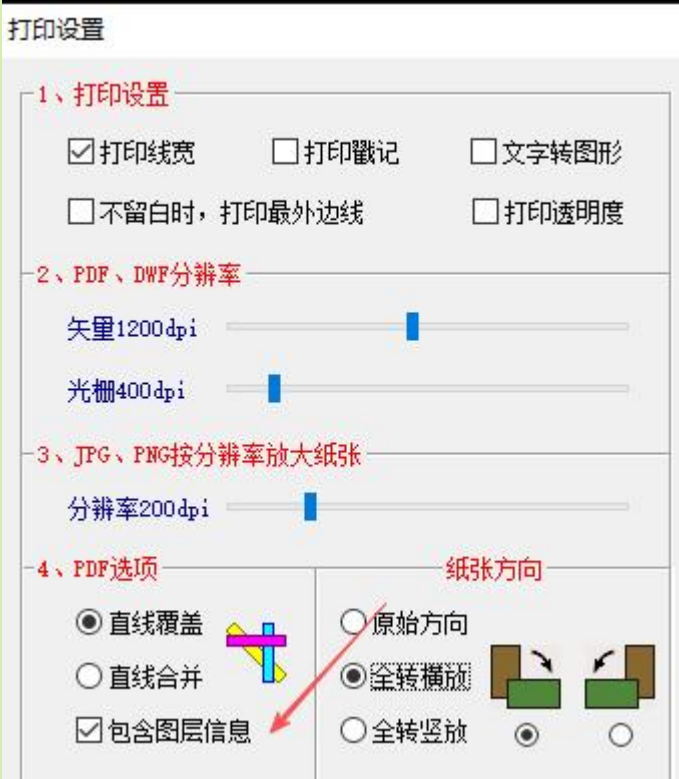 打印设置
1、打印设置
打印线宽 打印戳记 文字转图形
不留白时，打印最外边线 打印透明度
2、PDF、DWF分辨率
矢量1200dpi
光栅400dpi
3、JPG、PNG按分辨率放大纸张
分辨率200dpi
4、PDF选项 纸张方向
直线覆盖 原始方向
直线合并 全转横放
包含图层信息 全转竖放